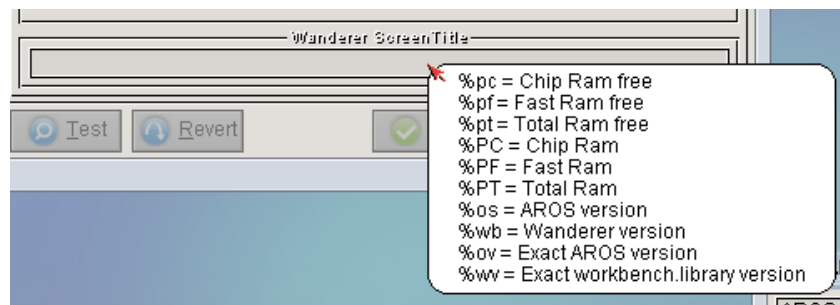 Wanderer ScreenTitle
%pc = Chip Ram free
%pf = Fast Ram free
%pt = Total Ram free
%PC = Chip Ram
%PF = Fast Ram
%PT = Total Ram
%os = AROS version
%wb = Wanderer version
%ov = Exact AROS version
%wv = Exact workbench.library version
Test
Revert